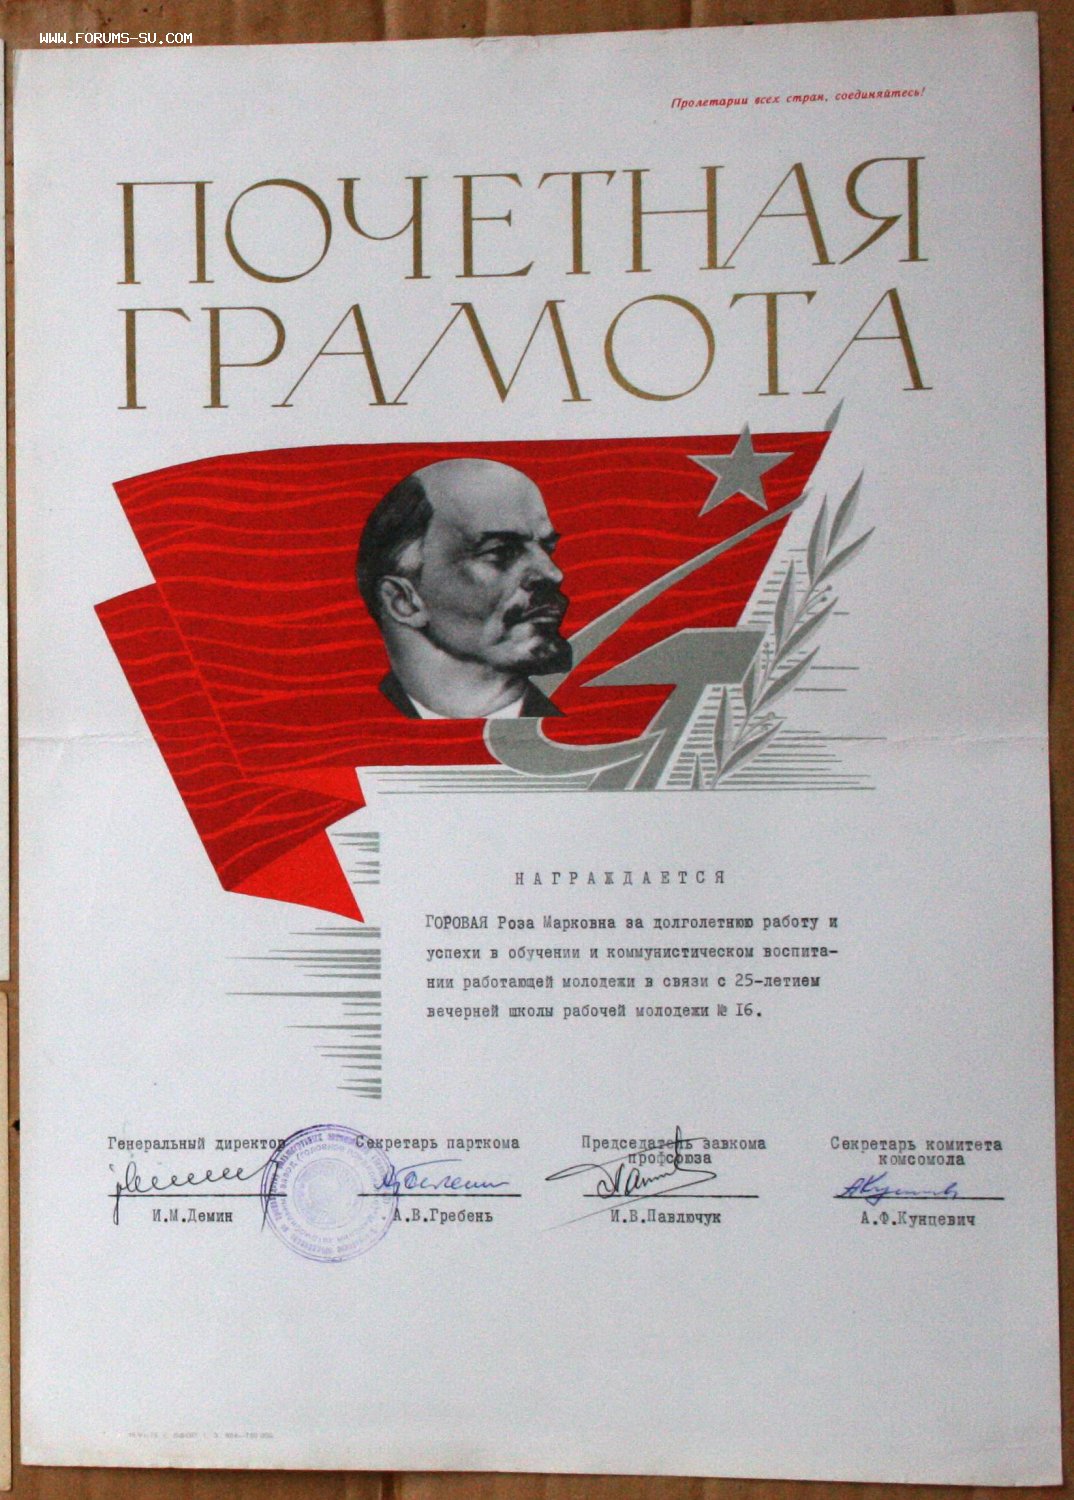 WWW.FORUMS-SU.COM
Пролетарии всех стран, соединяйтесь!
ПОЧЕТНАЯ
ГРАМОТА
НАГРАЖДАЕТСЯ
ГОРОВАЯ Роза Марковна за долголетнюю работу и
успехи в обучении и коммунистическом воспита-
нии работающей молодежи в связи с 25-летием
вечерней школы рабочей молодежи № 16.
Генеральный директор Секретарь парткома Председатель завкома Секретарь комитета
профсоюза комсомола
И.М.Демин А.В.Гребень И.В.Павлючук А.Ф.Кунцевич